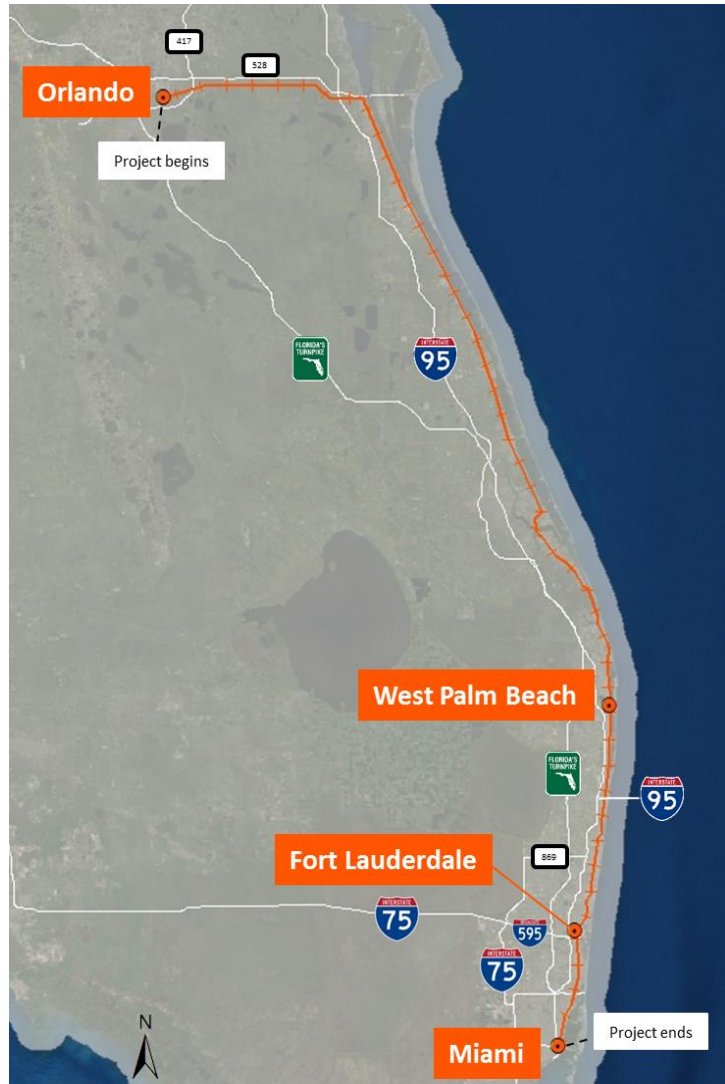 417
528
Orlando
Project begins
FLORIDA'S
TURNPIKE
INTERSTATE
95
West Palm Beach
FLORIDA'S
TURNPIKE
INTERSTATE
95
Fort Lauderdale
869
INTERSTATE
75
INTERSTATE
595
INTERSTATE
75
N
Miami
Project ends